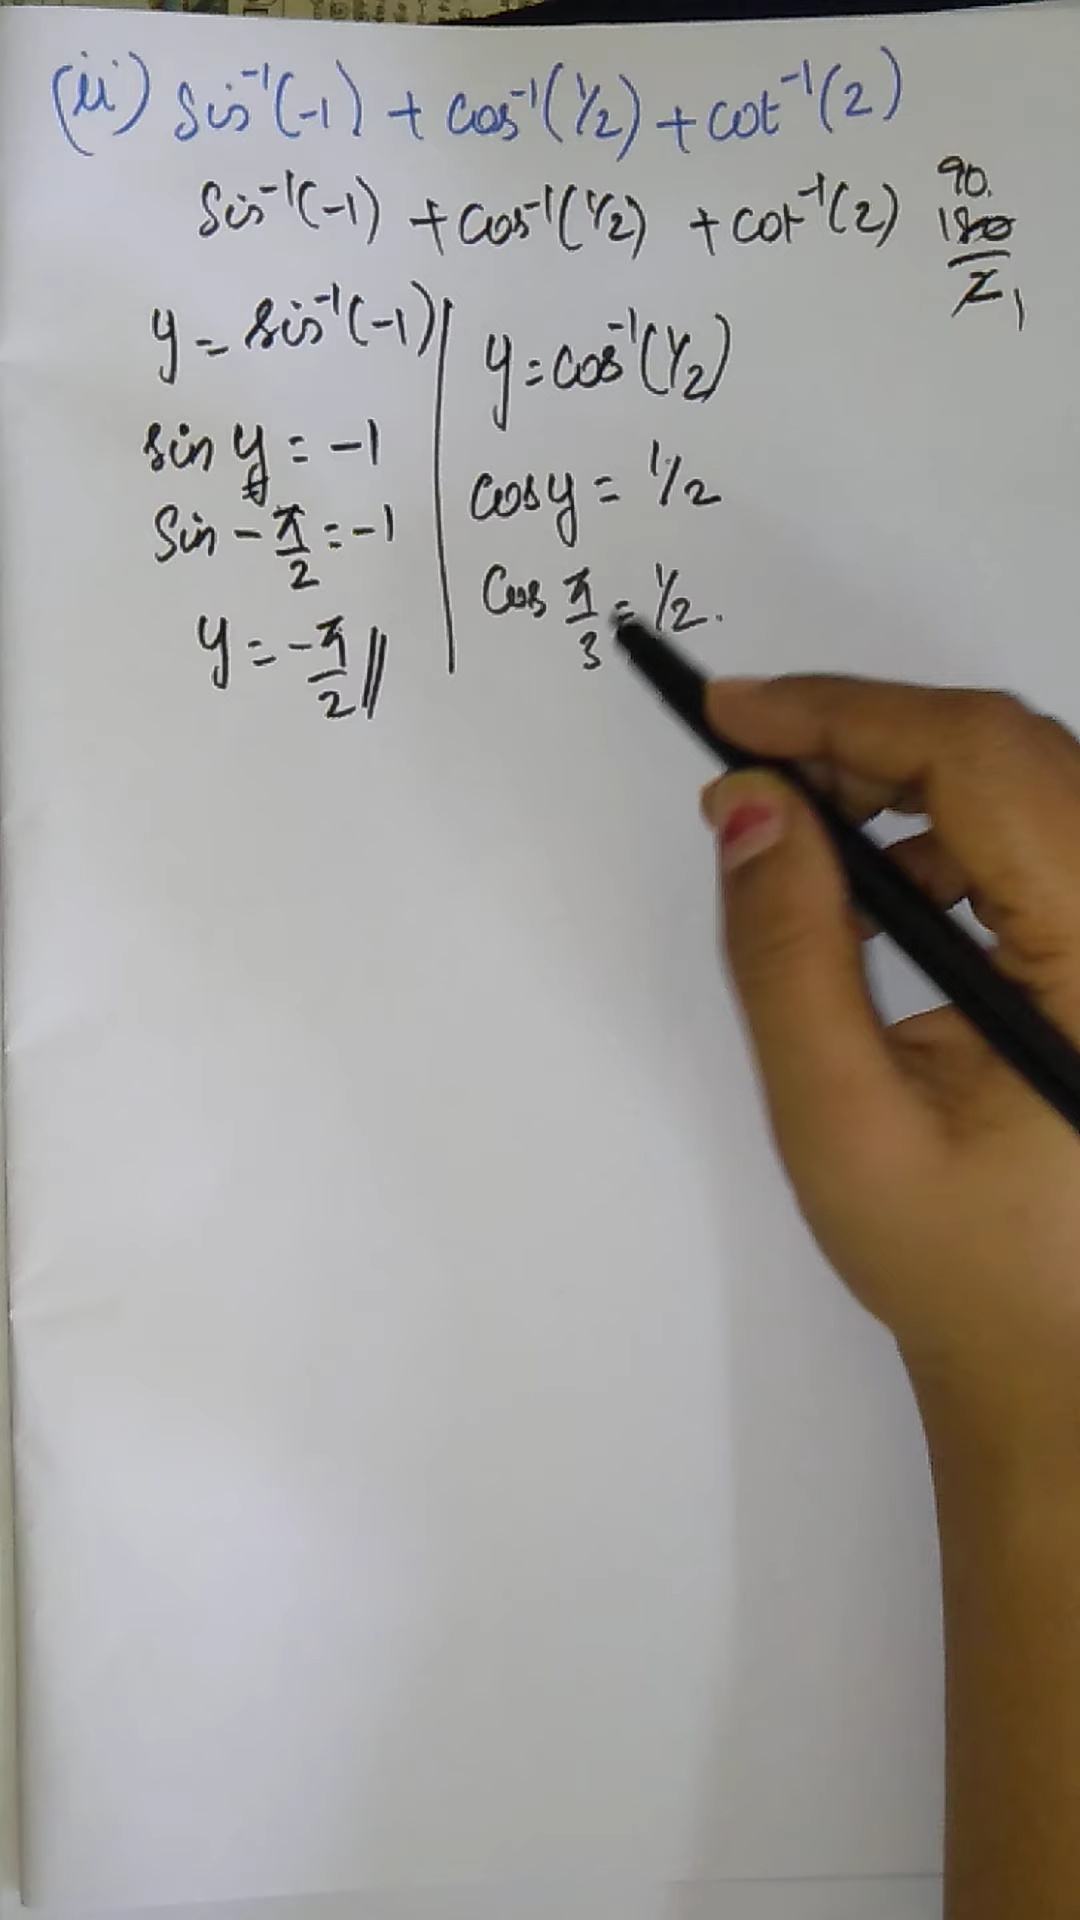 (ii) sin⁻¹(-1) + cos⁻¹(1/2) + cot⁻¹(2)
sin⁻¹(-1) + cos⁻¹(1/2) + cot⁻¹(2)
90.
180
2 1
y = sin⁻¹(-1)
sin y = -1
sin -π/2 = -1
y = -π/2 //
y = cos⁻¹(1/2)
cos y = 1/2
cos π/3 = 1/2.